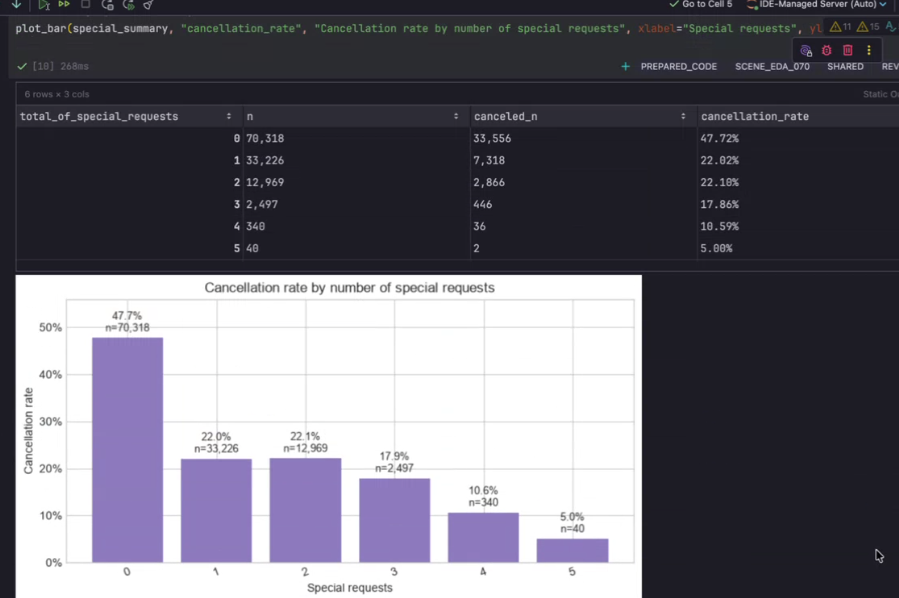 Go to Cell 5 IDE-Managed Server (Auto)
plot_bar(special_summary, "cancellation_rate", "Cancellation rate by number of special requests", xlabel="Special requests", yl
11 15
[10] 268ms
+ PREPARED_CODE SCENE_EDA_070 SHARED REV
6 rows × 3 cols Static Ou
total_of_special_requests n canceled_n cancellation_rate
0 70,318 33,556 47.72%
1 33,226 7,318 22.02%
2 12,969 2,866 22.10%
3 2,497 446 17.86%
4 340 36 10.59%
5 40 2 5.00%
Cancellation rate by number of special requests
47.7%
n=70,318
22.0%
n=33,226
22.1%
n=12,969
17.9%
n=2,497
10.6%
n=340
5.0%
n=40
50%
40%
30%
20%
10%
0%
Cancellation rate
0 1 2 3 4 5
Special requests